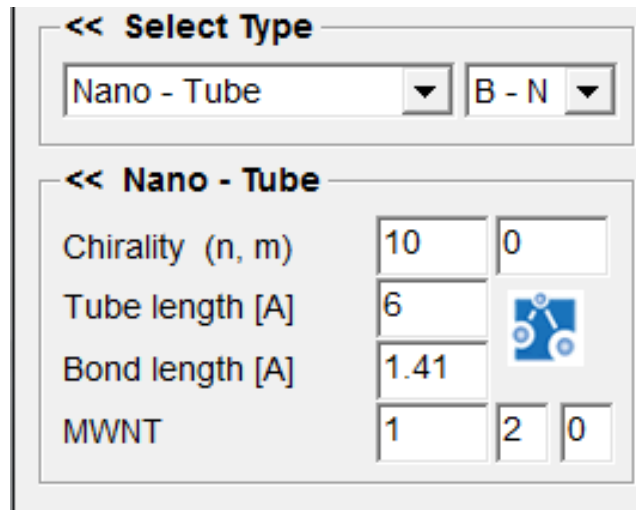 << Select Type
Nano - Tube B - N
<< Nano - Tube
Chirality (n, m) 10 0
Tube length [A] 6
Bond length [A] 1.41
MWNT 1 2 0